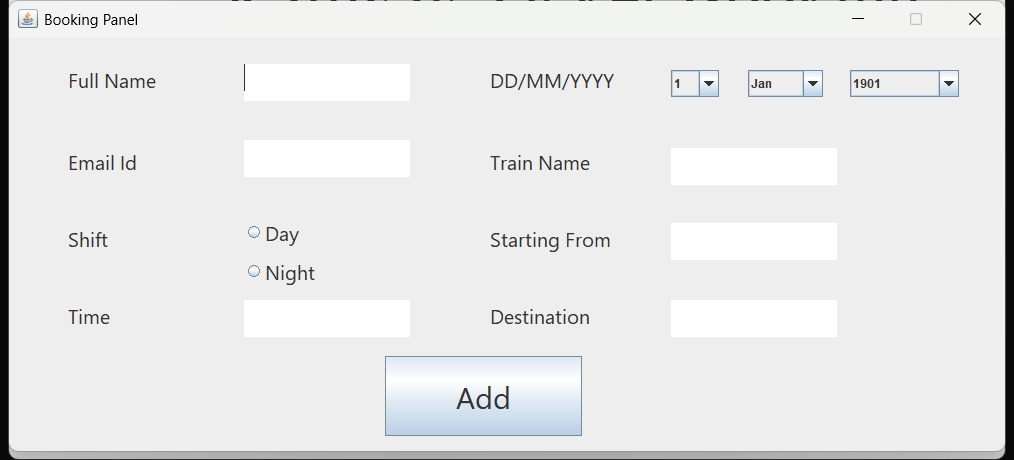 Booking Panel
Full Name
DD/MM/YYYY 1 Jan 1901
Email Id
Train Name
Shift
Day
Night
Starting From
Time
Destination
Add